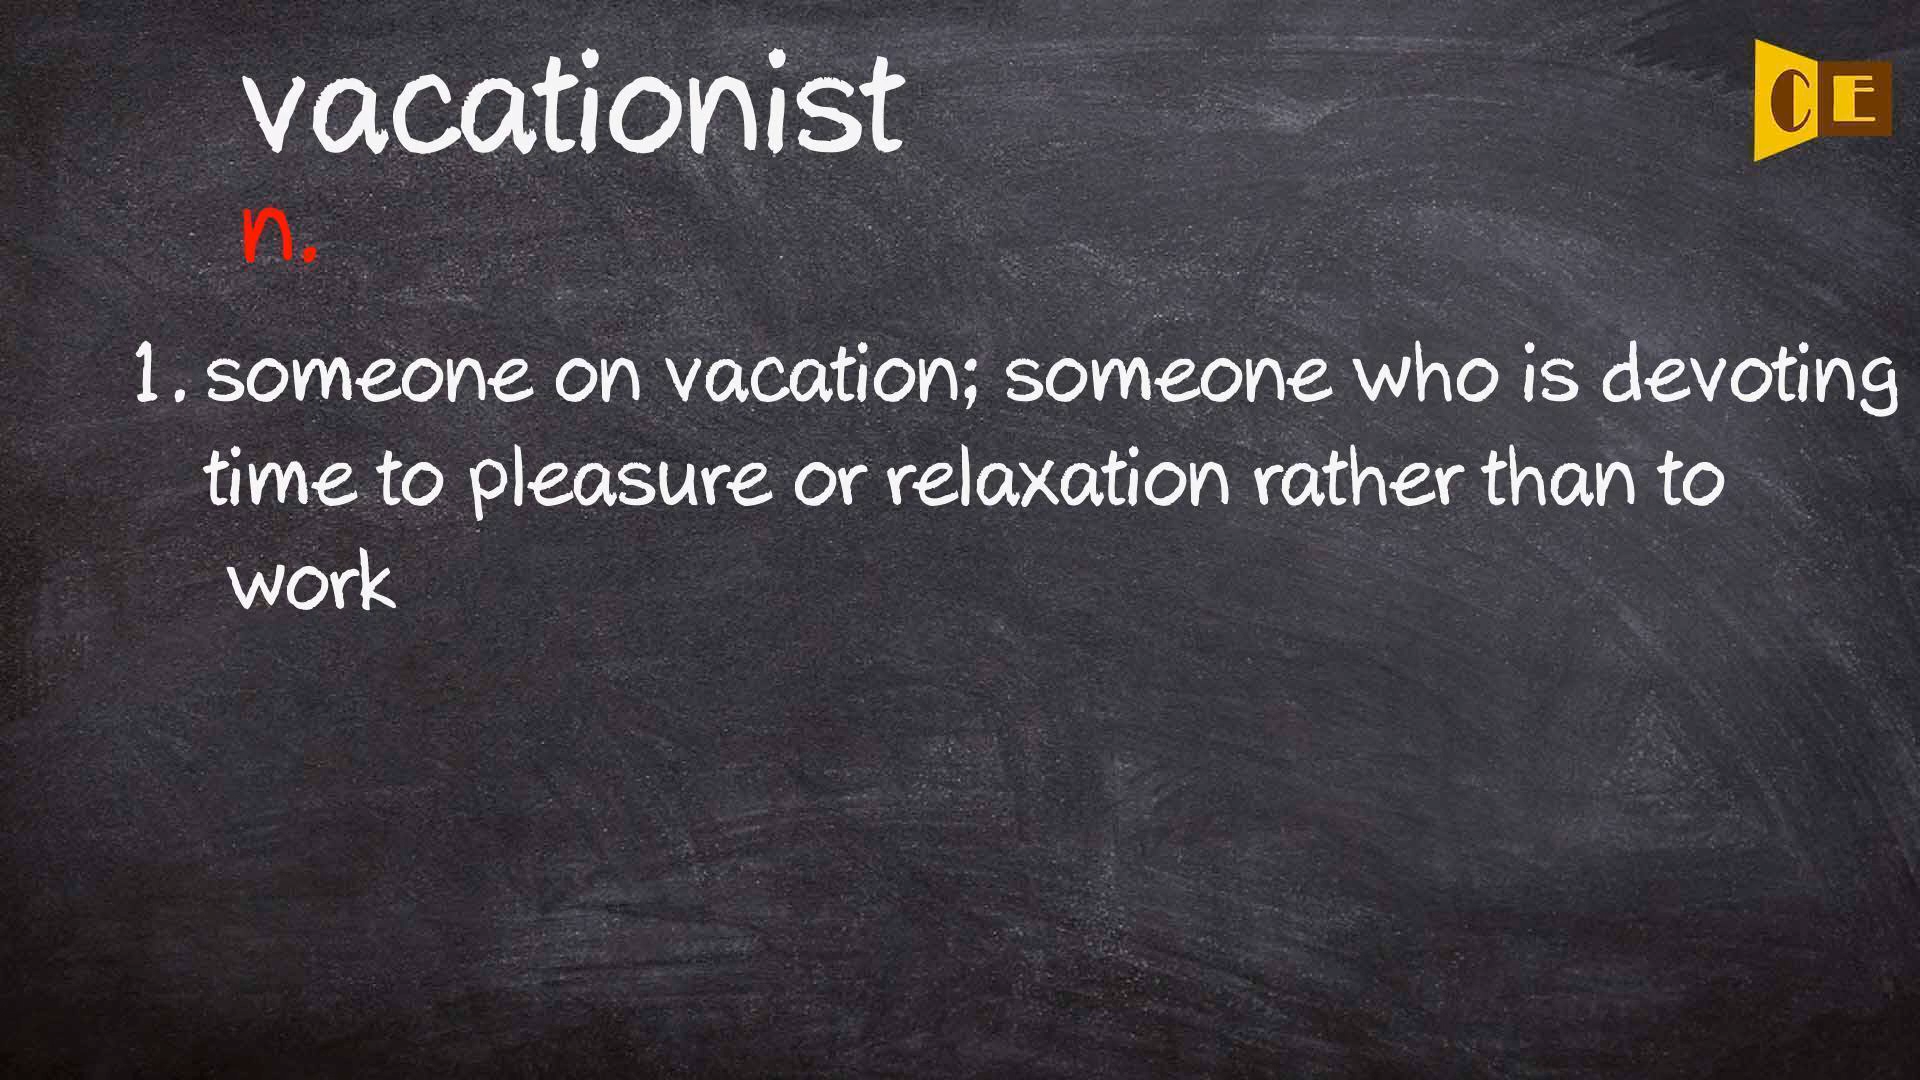 vacationist
CE
n.
1. someone on vacation; someone who is devoting
time to pleasure or relaxation rather than to
work